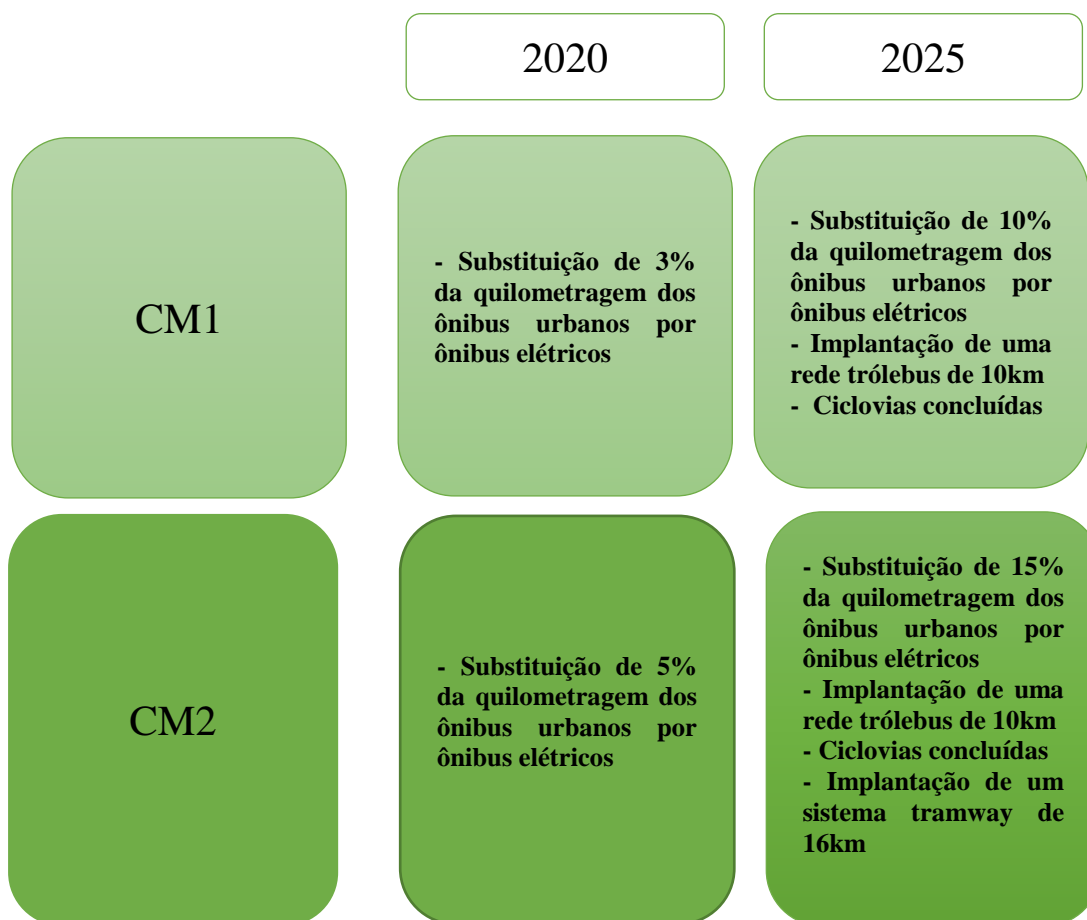 2020
2025
CM1
- Substituição de 3%
da quilometragem dos
ônibus urbanos por
ônibus elétricos
- Substituição de 10%
da quilometragem dos
ônibus urbanos por
ônibus elétricos
- Implantação de uma
rede trólebus de 10km
- Ciclovias concluídas
CM2
- Substituição de 5%
da quilometragem dos
ônibus urbanos por
ônibus elétricos
- Substituição de 15%
da quilometragem dos
ônibus urbanos por
ônibus elétricos
- Implantação de uma
rede trólebus de 10km
- Ciclovias concluídas
- Implantação de um
sistema tramway de
16km